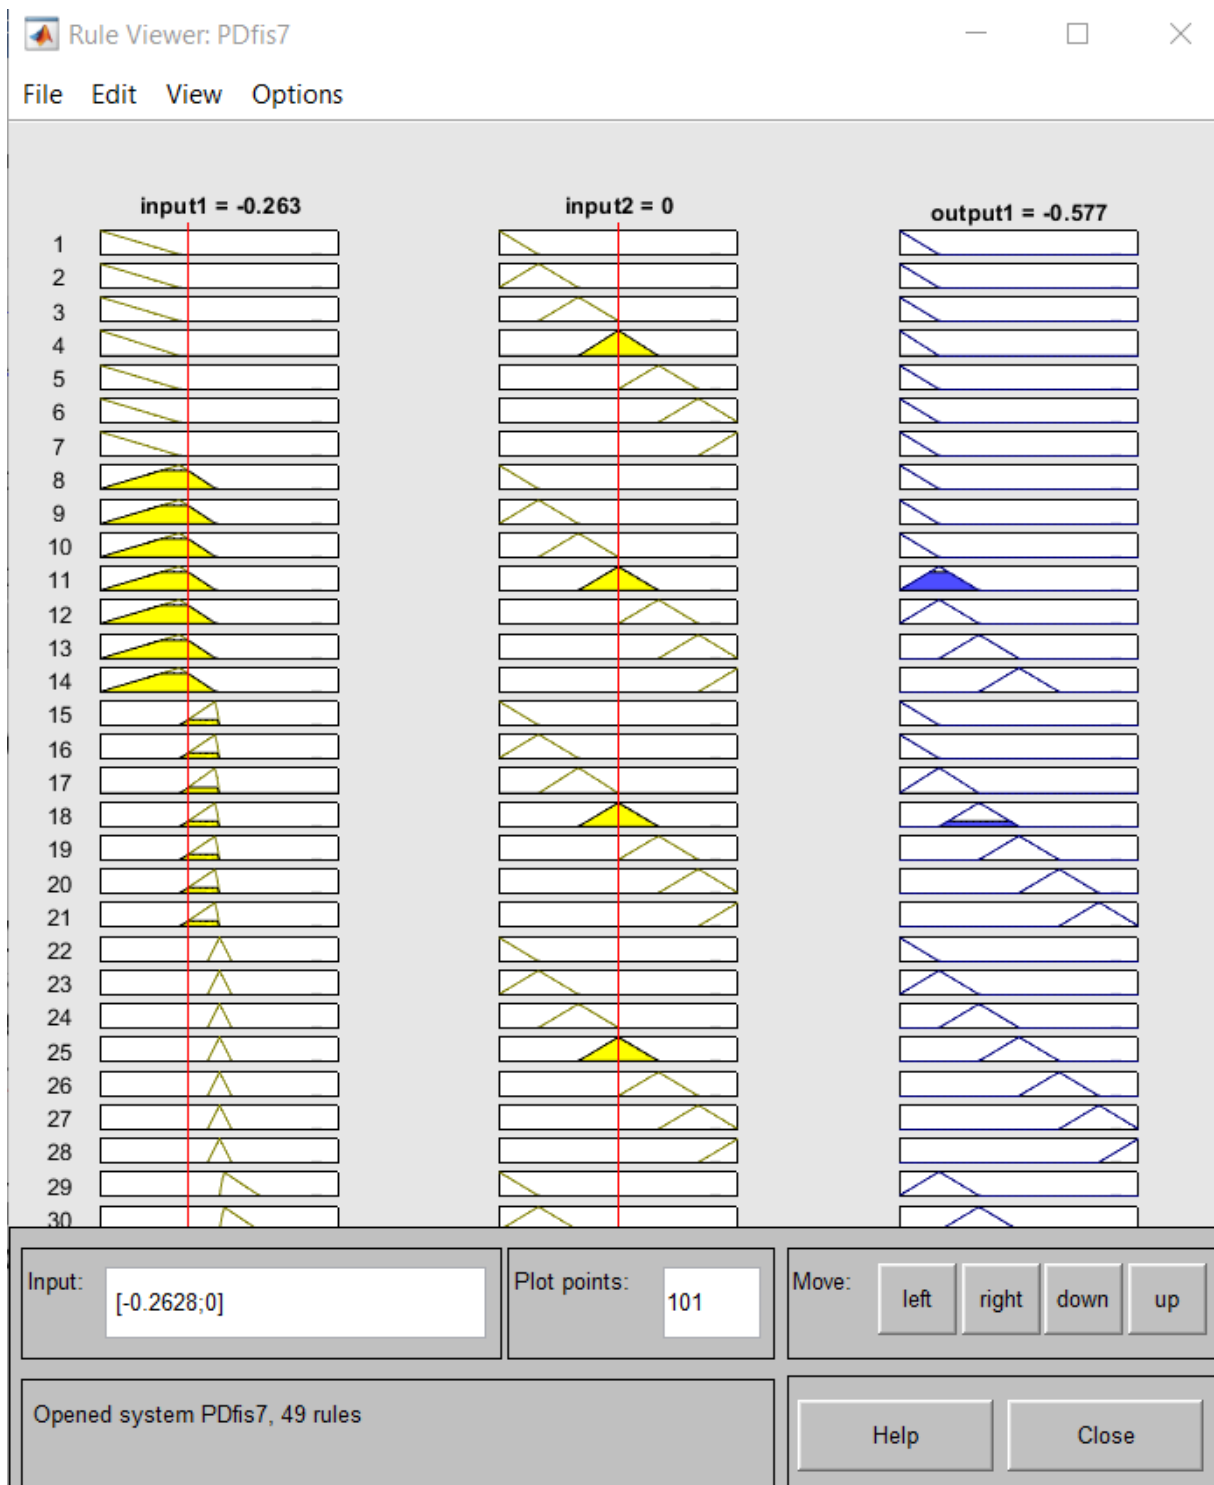 Rule Viewer: PDfis7
File Edit View Options
input1 = -0.263
input2 = 0
output1 = -0.577
1
2
3
4
5
6
7
8
9
10
11
12
13
14
15
16
17
18
19
20
21
22
23
24
25
26
27
28
29
30
Input:
[-0.2628;0]
Plot points:
101
Move:
left
right
down
up
Opened system PDfis7, 49 rules
Help
Close